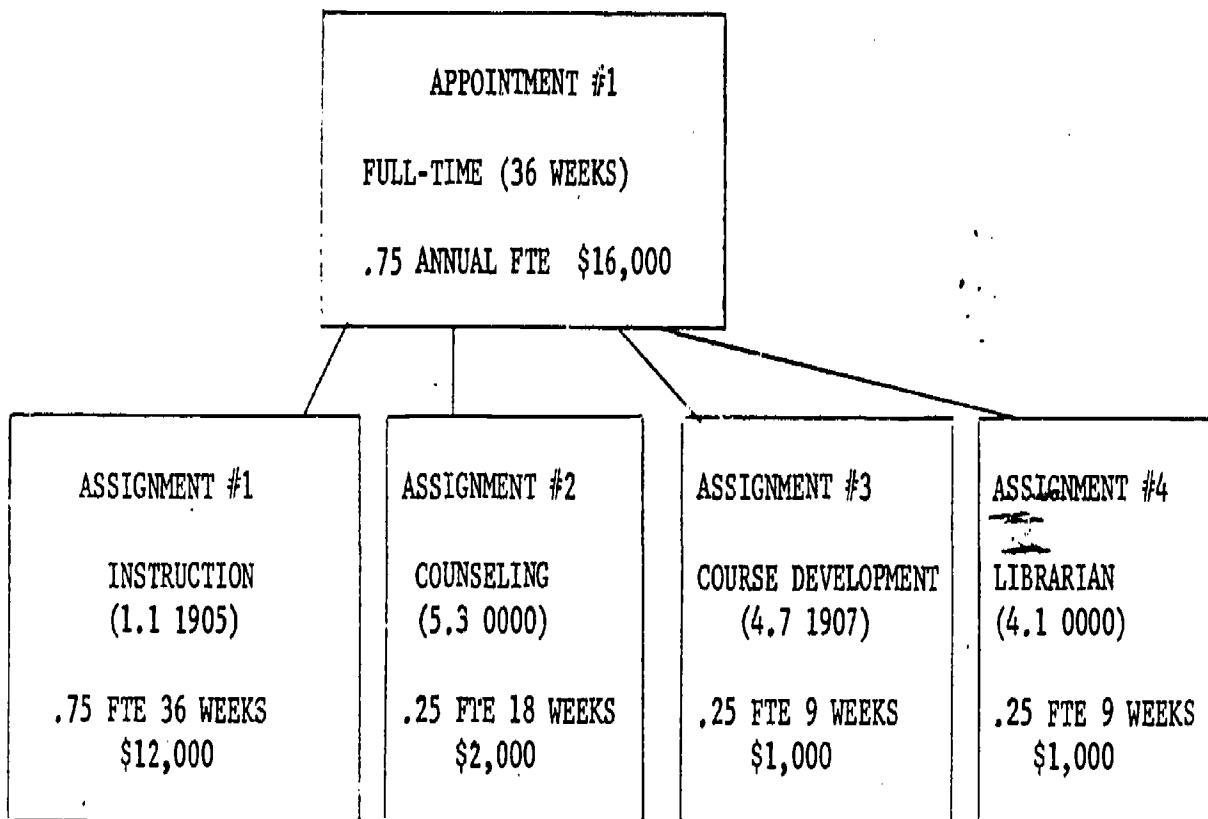 APPOINTMENT #1
FULL-TIME (36 WEEKS)
.75 ANNUAL FTE $16,000
ASSIGNMENT #1
INSTRUCTION
(1.1 1905)
.75 FTE 36 WEEKS
$12,000
ASSIGNMENT #2
COUNSELING
(5.3 0000)
.25 FTE 18 WEEKS
$2,000
ASSIGNMENT #3
COURSE DEVELOPMENT
(4.7 1907)
.25 FTE 9 WEEKS
$1,000
ASSIGNMENT #4
LIBRARIAN
(4.1 0000)
.25 FTE 9 WEEKS
$1,000